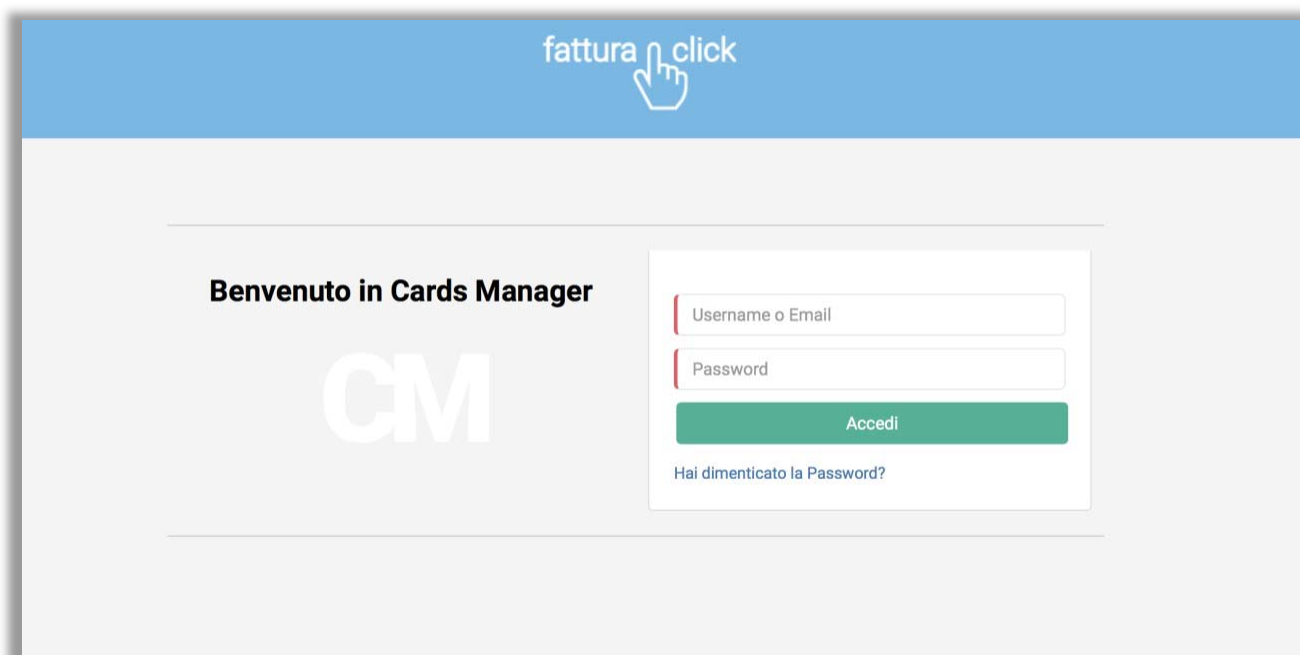 fattura click
Benvenuto in Cards Manager
CM
Username o Email
Password
Accedi
Hai dimenticato la Password?